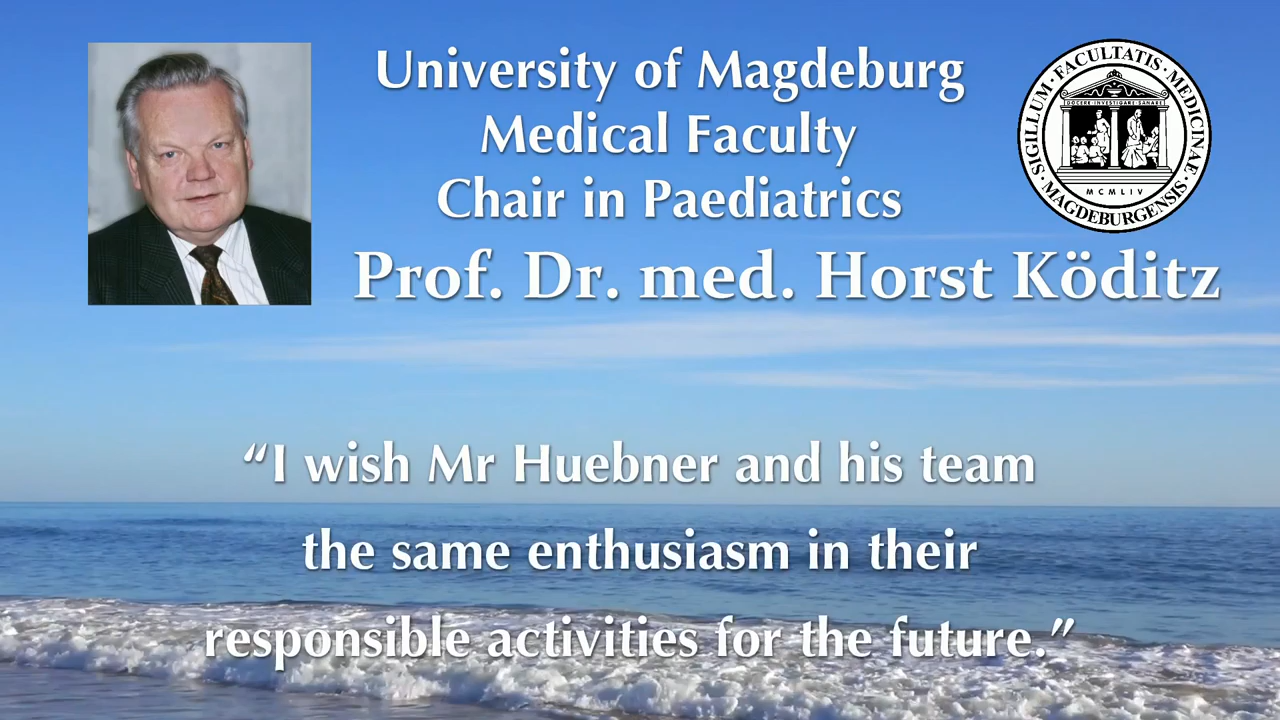 University of Magdeburg
Medical Faculty
Chair in Paediatrics
Prof. Dr. med. Horst Köditz
SIGILLUM · FACULTATIS · MEDICINAE · MAGDEBURGENSIS ·
DOCERE INVESTIGARE SANARE
MCMLIV
“I wish Mr Huebner and his team
the same enthusiasm in their
responsible activities for the future.”